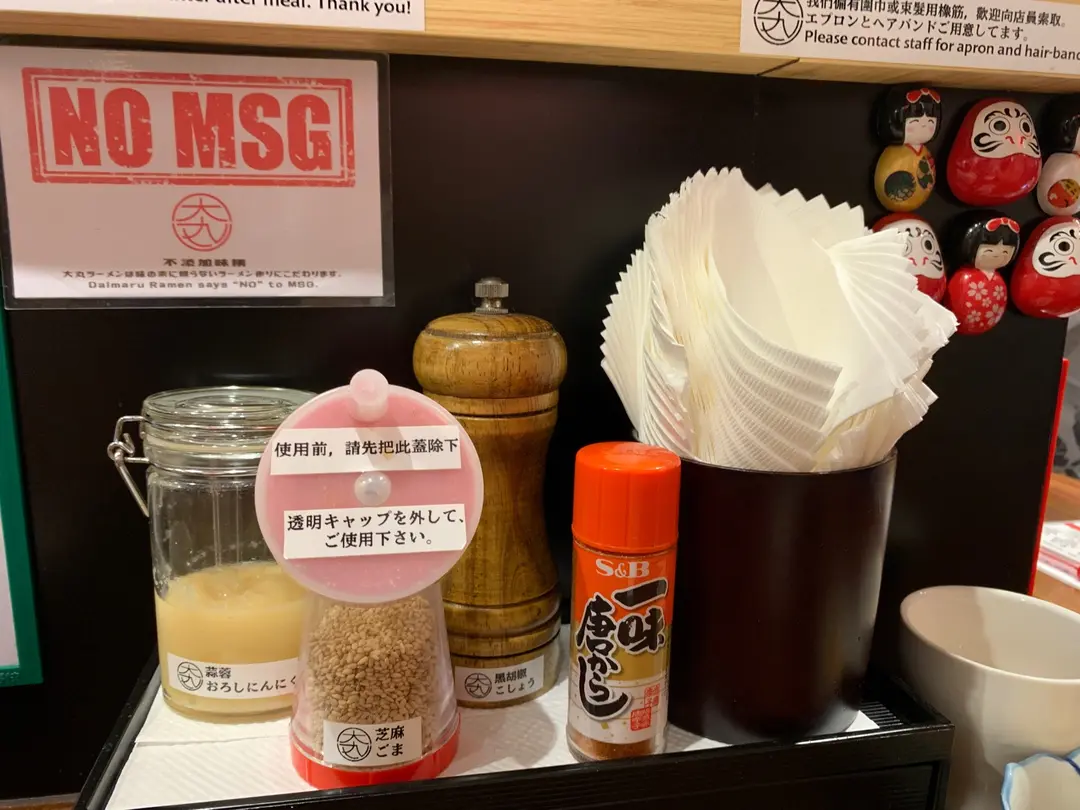 after meal. Thank you!
我們備有圍巾或束髮用橡筋，歡迎向店員索取。
エプロンとヘアバンドご用意してます。
Please contact staff for apron and hair-band
NO MSG
大丸
不添加味精
大丸ラーメンは味の素に頼らないラーメン作りにこだわります。
Daimaru Ramen says "NO" to MSG.
使用前，請先把此蓋除下
透明キャップを外して、
ご使用下さい。
蒜蓉
おろしにんにく
芝麻
ごま
黒胡椒
こしょう
S&B
一味
唐からし